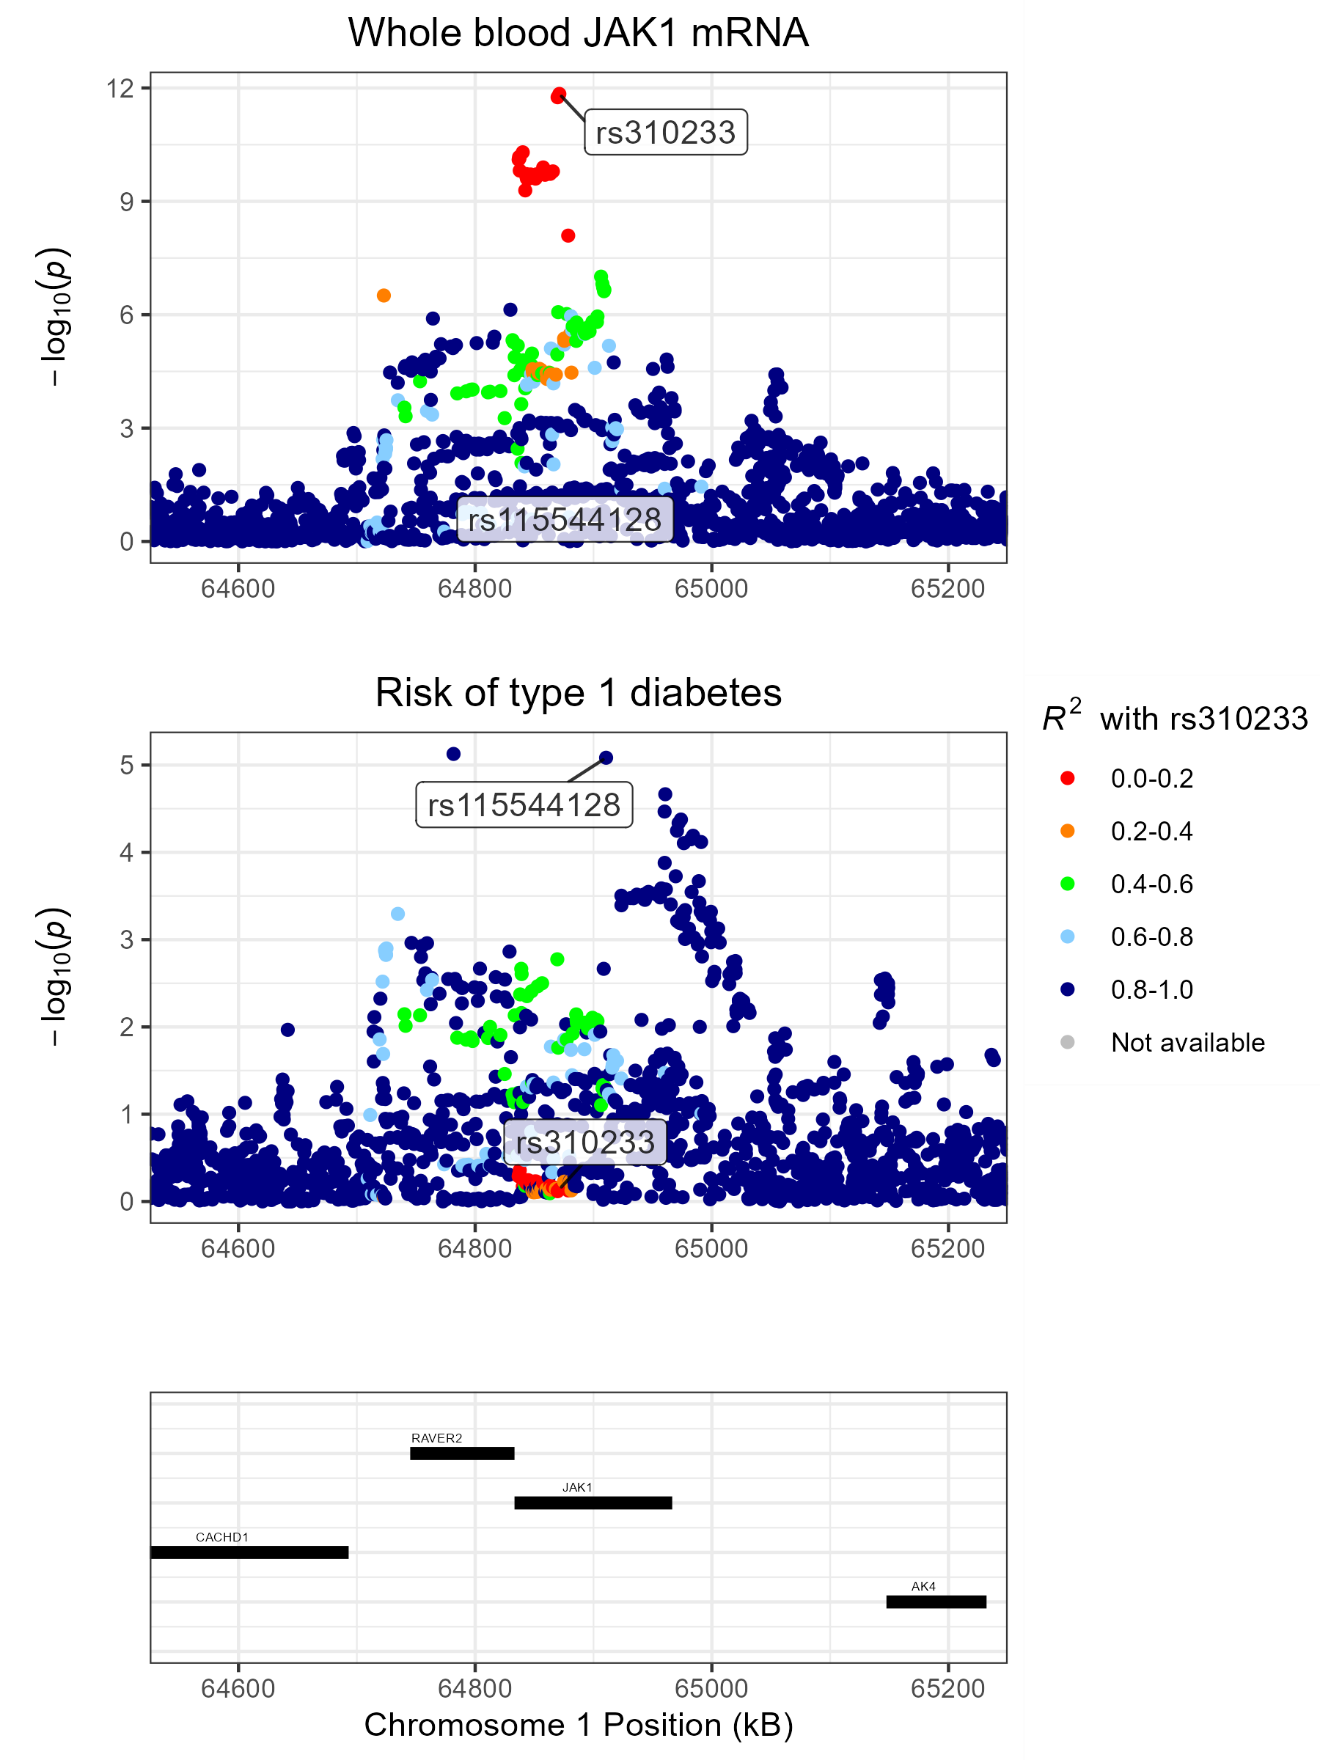 Whole blood JAK1 mRNA
12
9
6
3
0
− log10(p)
rs310233
rs115544128
64600
64800
65000
65200
Risk of type 1 diabetes
5
4
3
2
1
0
− log10(p)
rs115544128
rs310233
64600
64800
65000
65200
R2 with rs310233
0.0-0.2
0.2-0.4
0.4-0.6
0.6-0.8
0.8-1.0
Not available
RAVER2
JAK1
CACHD1
AK4
64600
64800
65000
65200
Chromosome 1 Position (kB)